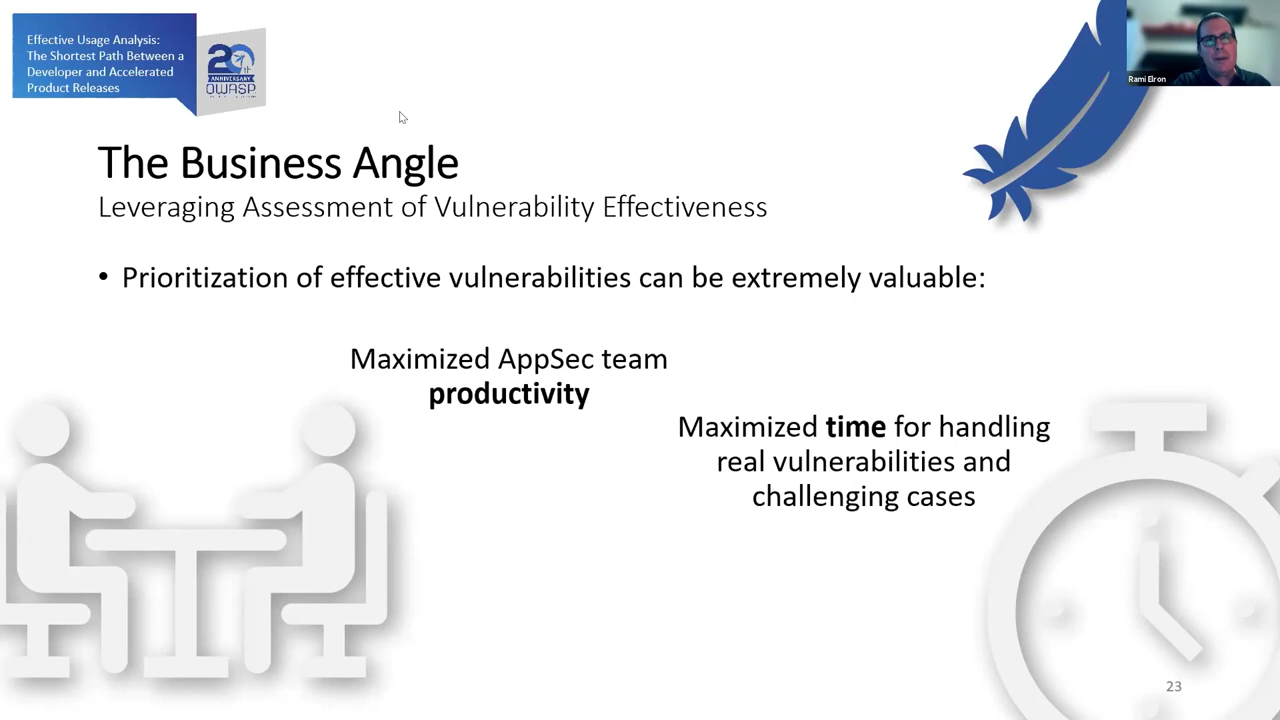 Effective Usage Analysis:
The Shortest Path Between a
Developer and Accelerated
Product Releases
20th
ANNIVERSARY
OWASP
Rami Elron
The Business Angle
Leveraging Assessment of Vulnerability Effectiveness
• Prioritization of effective vulnerabilities can be extremely valuable:
Maximized AppSec team
productivity
Maximized time for handling
real vulnerabilities and
challenging cases
23